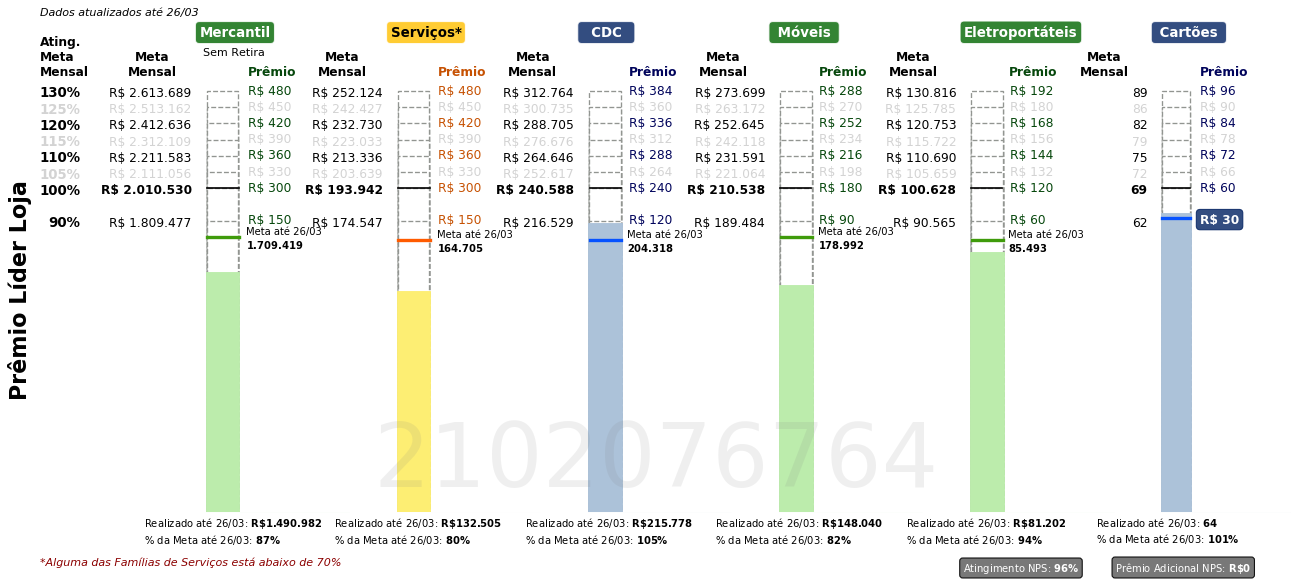 Dados atualizados até 26/03
Mercantil Serviços* CDC Móveis Eletroportáteis Cartões
Sem Retira
Ating. Meta Mensal Meta Mensal Prêmio Meta Mensal Prêmio Meta Mensal Prêmio Meta Mensal Prêmio Meta Mensal Prêmio Meta Mensal Prêmio
130% R$ 2.613.689 R$ 480 R$ 252.124 R$ 480 R$ 312.764 R$ 384 R$ 273.699 R$ 288 R$ 130.816 R$ 192 89 R$ 96
125% R$ 2.513.162 R$ 450 R$ 242.427 R$ 450 R$ 300.735 R$ 360 R$ 263.172 R$ 270 R$ 125.785 R$ 180 86 R$ 90
120% R$ 2.412.636 R$ 420 R$ 232.730 R$ 420 R$ 288.705 R$ 336 R$ 252.645 R$ 252 R$ 120.753 R$ 168 82 R$ 84
115% R$ 2.312.109 R$ 390 R$ 223.033 R$ 390 R$ 276.676 R$ 312 R$ 242.118 R$ 234 R$ 115.722 R$ 156 79 R$ 78
110% R$ 2.211.583 R$ 360 R$ 213.336 R$ 360 R$ 264.646 R$ 288 R$ 231.591 R$ 216 R$ 110.690 R$ 144 75 R$ 72
105% R$ 2.111.056 R$ 330 R$ 203.639 R$ 330 R$ 252.617 R$ 264 R$ 221.064 R$ 198 R$ 105.659 R$ 132 72 R$ 66
100% R$ 2.010.530 R$ 300 R$ 193.942 R$ 300 R$ 240.588 R$ 240 R$ 210.538 R$ 180 R$ 100.628 R$ 120 69 R$ 60
90% R$ 1.809.477 R$ 150 R$ 174.547 R$ 150 R$ 216.529 R$ 120 R$ 189.484 R$ 90 R$ 90.565 R$ 60 62 R$ 30
Meta até 26/03 Meta até 26/03 Meta até 26/03 Meta até 26/03 Meta até 26/03
1.709.419 164.705 204.318 178.992 85.493
Prêmio Líder Loja
2102076764
Realizado até 26/03: R$1.490.982 Realizado até 26/03: R$132.505 Realizado até 26/03: R$215.778 Realizado até 26/03: R$148.040 Realizado até 26/03: R$81.202 Realizado até 26/03: 64
% da Meta até 26/03: 87% % da Meta até 26/03: 80% % da Meta até 26/03: 105% % da Meta até 26/03: 82% % da Meta até 26/03: 94% % da Meta até 26/03: 101%
*Alguma das Famílias de Serviços está abaixo de 70% Atingimento NPS: 96% Prêmio Adicional NPS: R$0